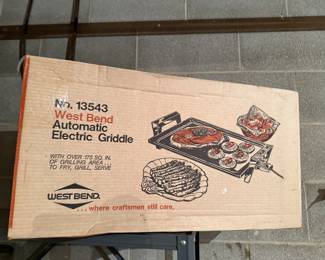 No. 13543
West Bend
Automatic
Electric Griddle
WITH OVER 175 SQ. IN.
OF GRILLING AREA . . .
TO FRY, GRILL, SERVE
WEST BEND
. . . where craftsmen still care.